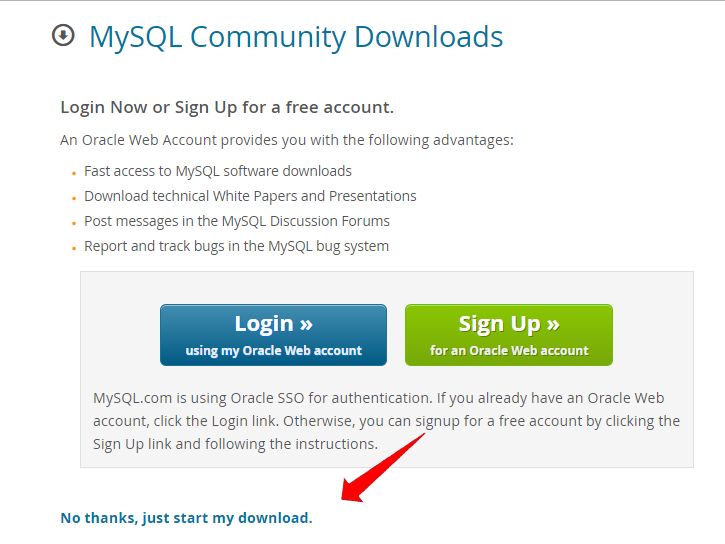 MySQL Community Downloads
Login Now or Sign Up for a free account.
An Oracle Web Account provides you with the following advantages:
Fast access to MySQL software downloads
Download technical White Papers and Presentations
Post messages in the MySQL Discussion Forums
Report and track bugs in the MySQL bug system
Login »
using my Oracle Web account
Sign Up »
for an Oracle Web account
MySQL.com is using Oracle SSO for authentication. If you already have an Oracle Web
account, click the Login link. Otherwise, you can signup for a free account by clicking the
Sign Up link and following the instructions.
No thanks, just start my download.